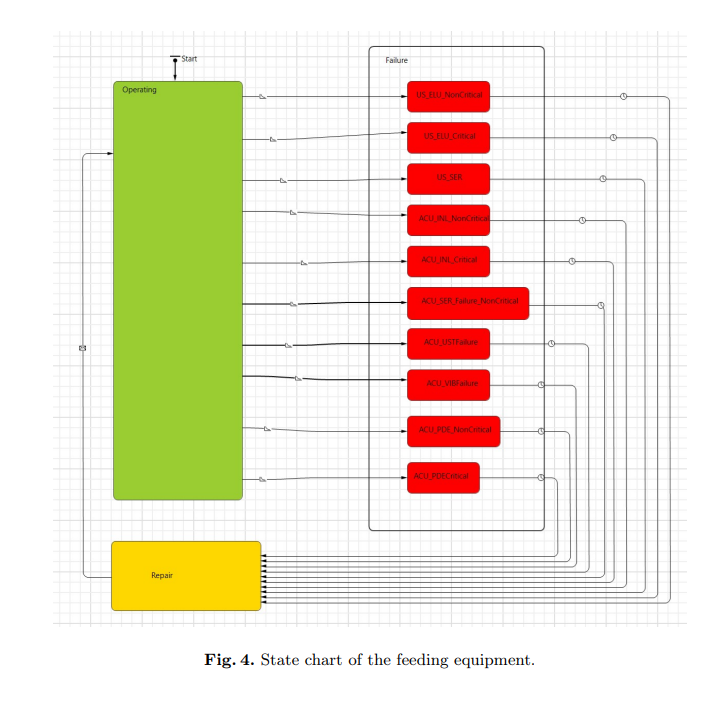 Start
Failure
Operating
US_ELU_NonCritical
US_ELU_Critical
US_SER
ACU_INL_NonCritical
ACU_INL_Critical
ACU_SER_Failure_NonCritical
ACU_USTFailure
ACU_VIBFailure
ACU_PDE_NonCritical
ACU_PDECritical
Repair
Fig. 4. State chart of the feeding equipment.